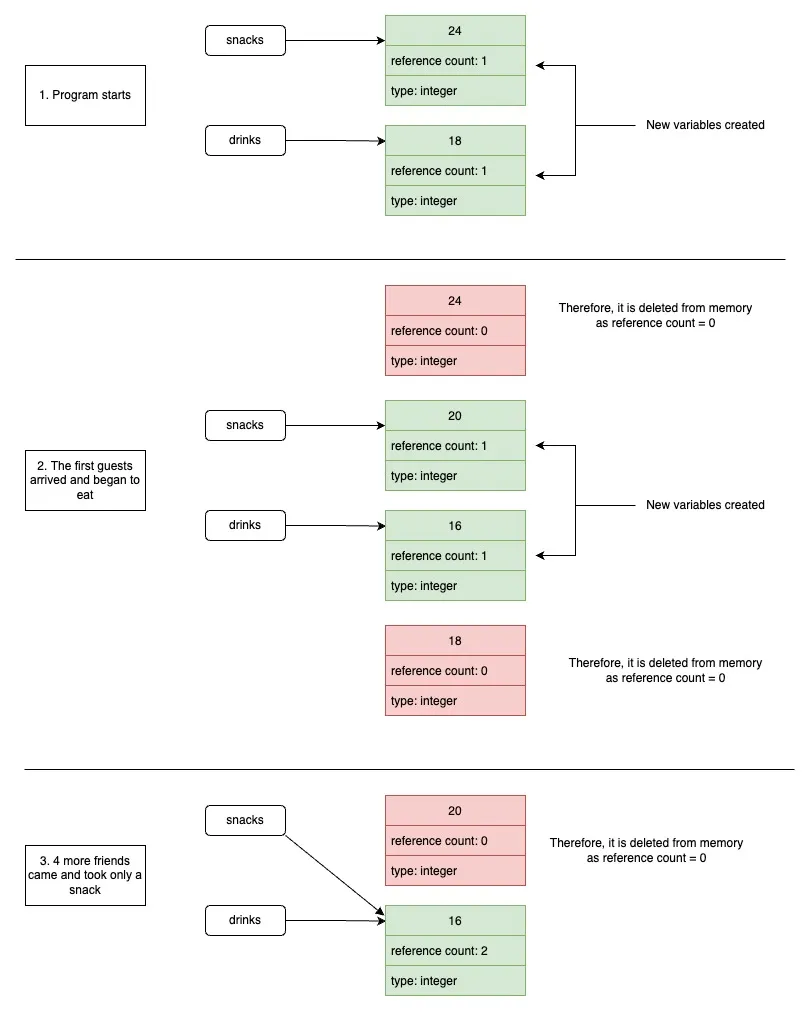 snacks
24
reference count: 1
type: integer
1. Program starts
New variables created
drinks
18
reference count: 1
type: integer
24
reference count: 0
type: integer
Therefore, it is deleted from memory
as reference count = 0
snacks
20
reference count: 1
type: integer
2. The first guests
arrived and began to
eat
New variables created
drinks
16
reference count: 1
type: integer
18
reference count: 0
type: integer
Therefore, it is deleted from memory
as reference count = 0
snacks
20
reference count: 0
type: integer
Therefore, it is deleted from memory
as reference count = 0
3. 4 more friends
came and took only a
snack
drinks
16
reference count: 2
type: integer